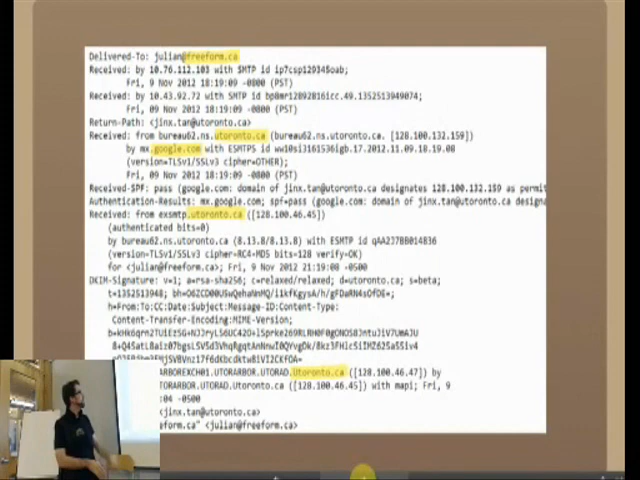 Delivered-To: julian@freeform.ca
Received: by 10.76.112.103 with SMTP id ip7csp129345oab;
Fri, 9 Nov 2012 18:19:09 -0800 (PST)
Received: by 10.43.92.72 with SMTP id bp8mr12892816icc.49.1352513949074;
Fri, 09 Nov 2012 18:19:09 -0800 (PST)
Return-Path: <jinx.tan@utoronto.ca>
Received: from bureau62.ns.utoronto.ca (bureau62.ns.utoronto.ca. [128.100.132.159])
by mx.google.com with ESMTPS id ww10si3161536igb.17.2012.11.09.18.19.08
(version=TLSv1/SSLv3 cipher=OTHER);
Fri, 09 Nov 2012 18:19:09 -0800 (PST)
Received-SPF: pass (google.com: domain of jinx.tan@utoronto.ca designates 128.100.132.159 as permit
Authentication-Results: mx.google.com; spf=pass (google.com: domain of jinx.tan@utoronto.ca designa
Received: from exsmtp.utoronto.ca ([128.100.46.45])
(authenticated bits=0)
by bureau62.ns.utoronto.ca (8.13.8/8.13.8) with ESMTP id qAA2J7BB014836
(version=TLSv1/SSLv3 cipher=RC4-MD5 bits=128 verify=OK)
for <julian@freeform.ca>; Fri, 9 Nov 2012 21:19:08 -0500
DKIM-Signature: v=1; a=rsa-sha256; c=relaxed/relaxed; d=utoronto.ca; s=beta;
t=1352513948;
h=From:To:CC:Date:Subject:Message-ID:Content-Type:
Content-Transfer-Encoding:MIME-Version;
ARBOREXCH01.UTORARBOR.UTORAD.Utoronto.ca ([128.100.46.47]) by
TORARBOR.UTORAD.Utoronto.ca ([128.100.46.45]) with mapi; Fri, 9
:04 -0500
<jinx.tan@utoronto.ca>
eform.ca" <julian@freeform.ca>